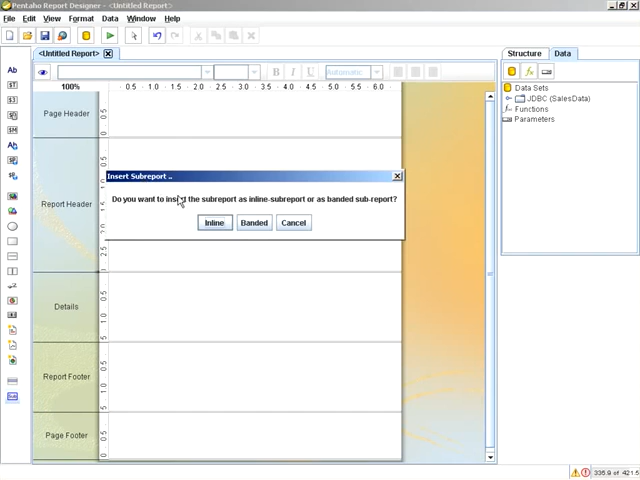 Pentaho Report Designer - <Untitled Report>
File Edit View Format Data Window Help
<Untitled Report>
Structure Data
B I U Automatic
100% 0.5 1.0 1.5 2.0 2.5 3.0 3.5 4.0 4.5 5.0 5.5 6.0
Data Sets
JDBC (SalesData)
Functions
Parameters
Page Header
Insert Subreport ..
Do you want to insert the subreport as inline-subreport or as banded sub-report?
Inline Banded Cancel
Report Header
Details
Report Footer
Page Footer
335.9 of 421.5